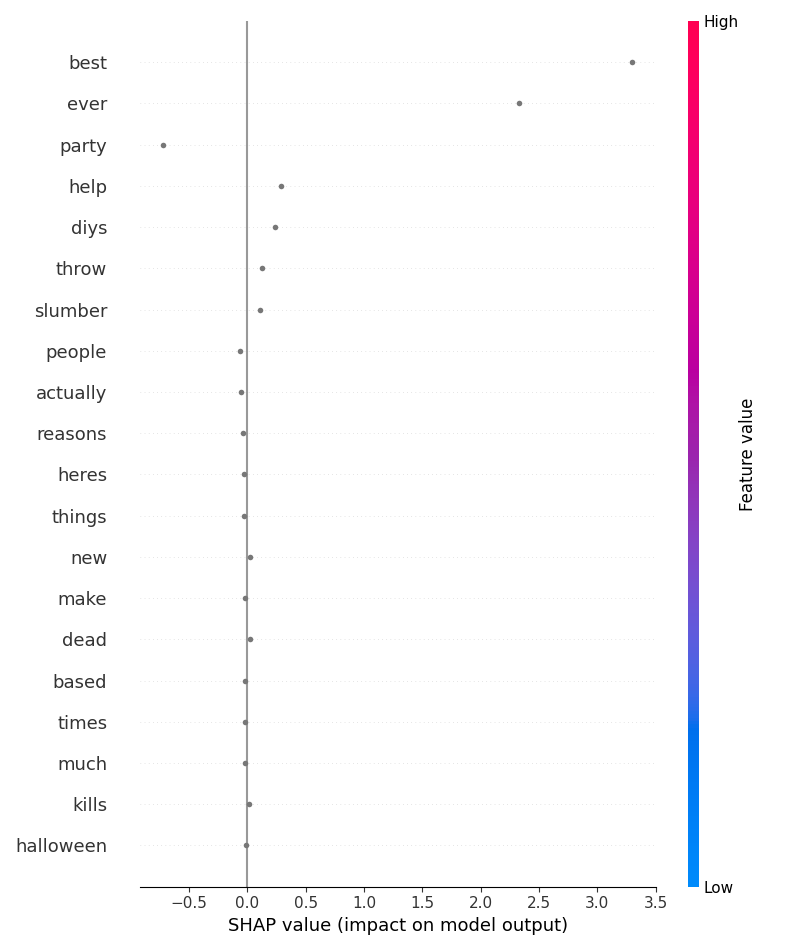 High
best
ever
party
help
diys
throw
slumber
people
actually
reasons
heres
things
new
make
dead
based
times
much
kills
halloween
Feature value
Low
−0.5 0.0 0.5 1.0 1.5 2.0 2.5 3.0 3.5
SHAP value (impact on model output)